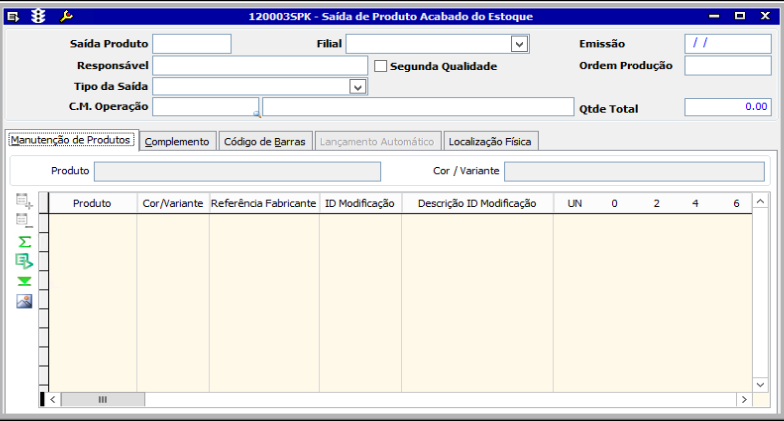 120003SPK - Saída de Produto Acabado do Estoque
Saída Produto Filial Emissão / /
Responsável Segunda Qualidade Ordem Produção
Tipo da Saída
C.M. Operação Qtde Total 0.00
Manutenção de Produtos Complemento Código de Barras Lançamento Automático Localização Física
Produto Cor / Variante
Produto Cor/Variante Referência Fabricante ID Modificação Descrição ID Modificação UN 0 2 4 6